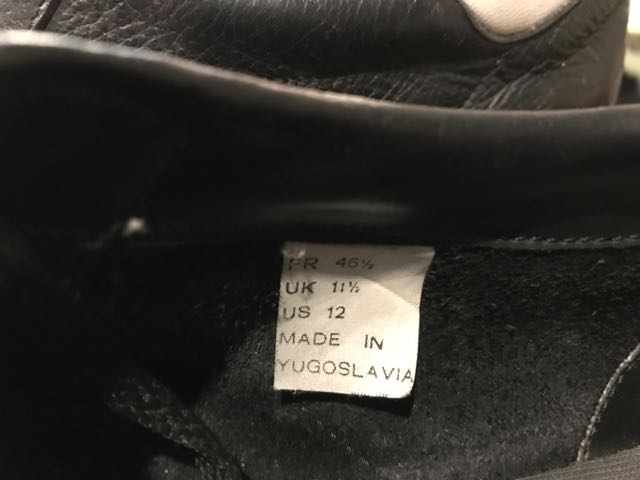 FR 46½
UK 11½
US 12
MADE IN
YUGOSLAVIA